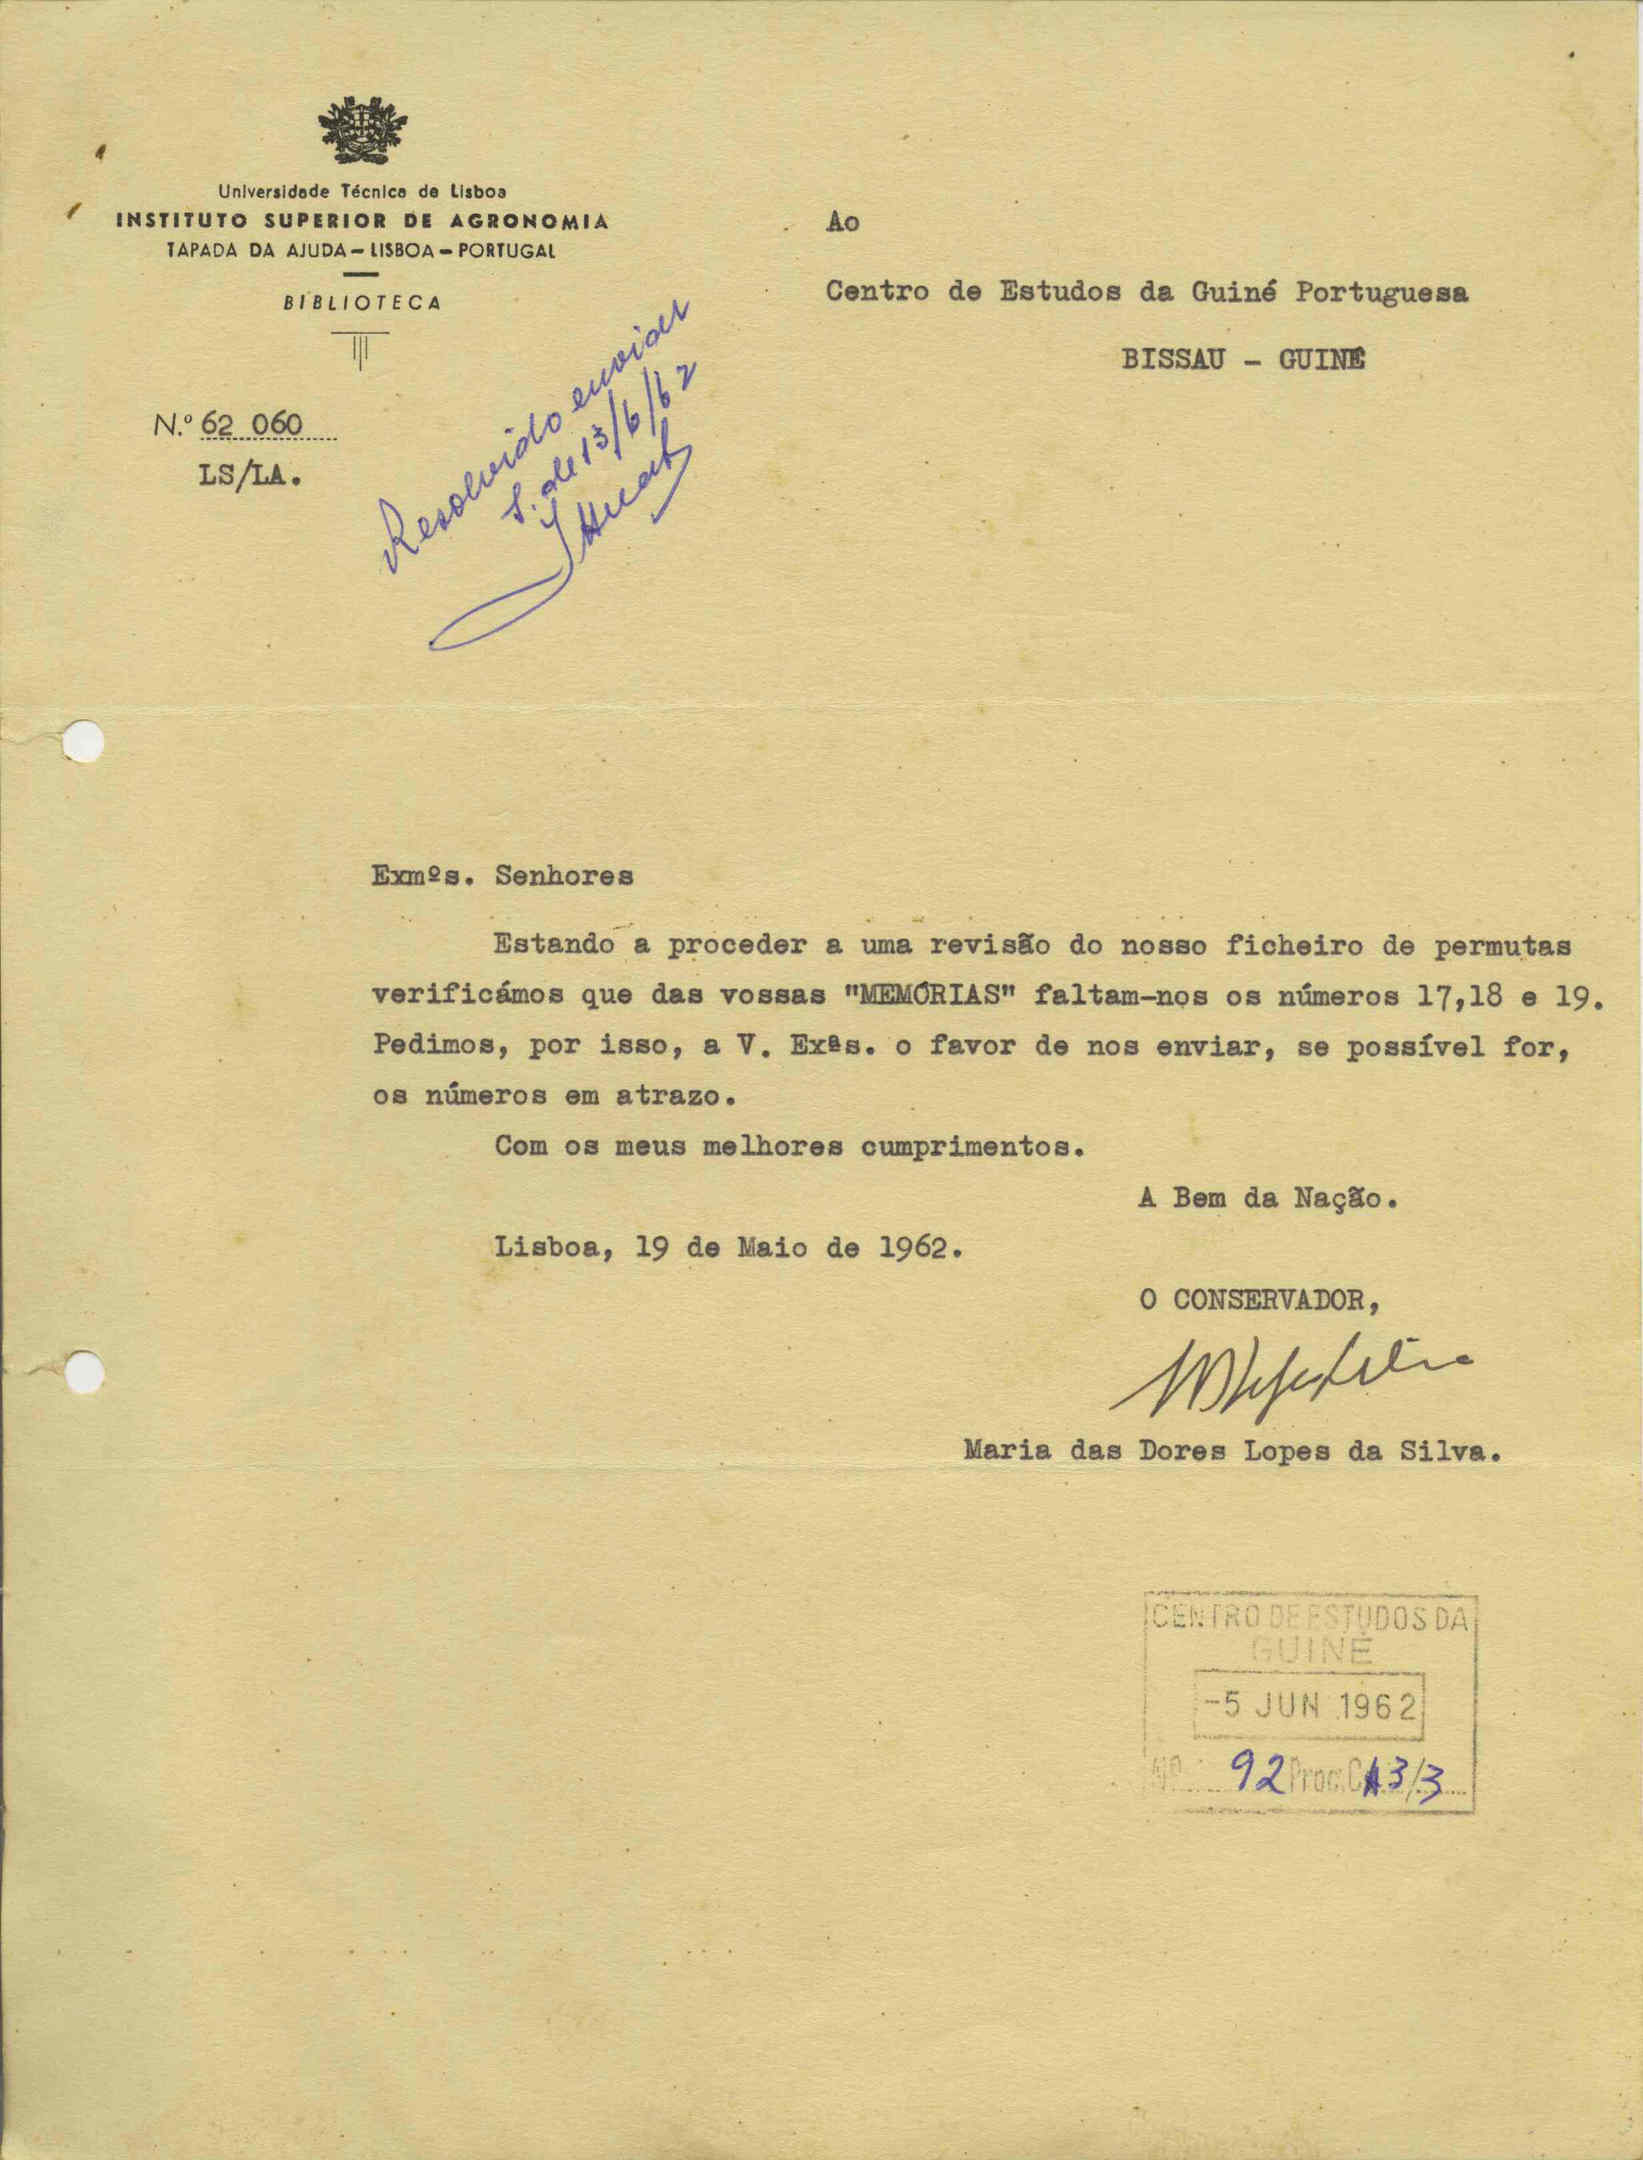 Universidade Técnica de Lisboa
INSTITUTO SUPERIOR DE AGRONOMIA
TAPADA DA AJUDA — LISBOA — PORTUGAL
BIBLIOTECA
N.º 62 060
LS/LA.
Ao
Centro de Estudos da Guiné Portuguesa
BISSAU - GUINÉ
Resolvido enviar
S. de 13/6/62
Exmºs. Senhores
Estando a proceder a uma revisão do nosso ficheiro de permutas
verificámos que das vossas "MEMÓRIAS" faltam-nos os números 17,18 e 19.
Pedimos, por isso, a V. Exªs. o favor de nos enviar, se possível for,
os números em atrazo.
Com os meus melhores cumprimentos.
A Bem da Nação.
Lisboa, 19 de Maio de 1962.
O CONSERVADOR,
Maria das Dores Lopes da Silva.
CENTRO DE ESTUDOS DA
GUINÉ
-5 JUN 1962
Nº 92 Proc. 13/3